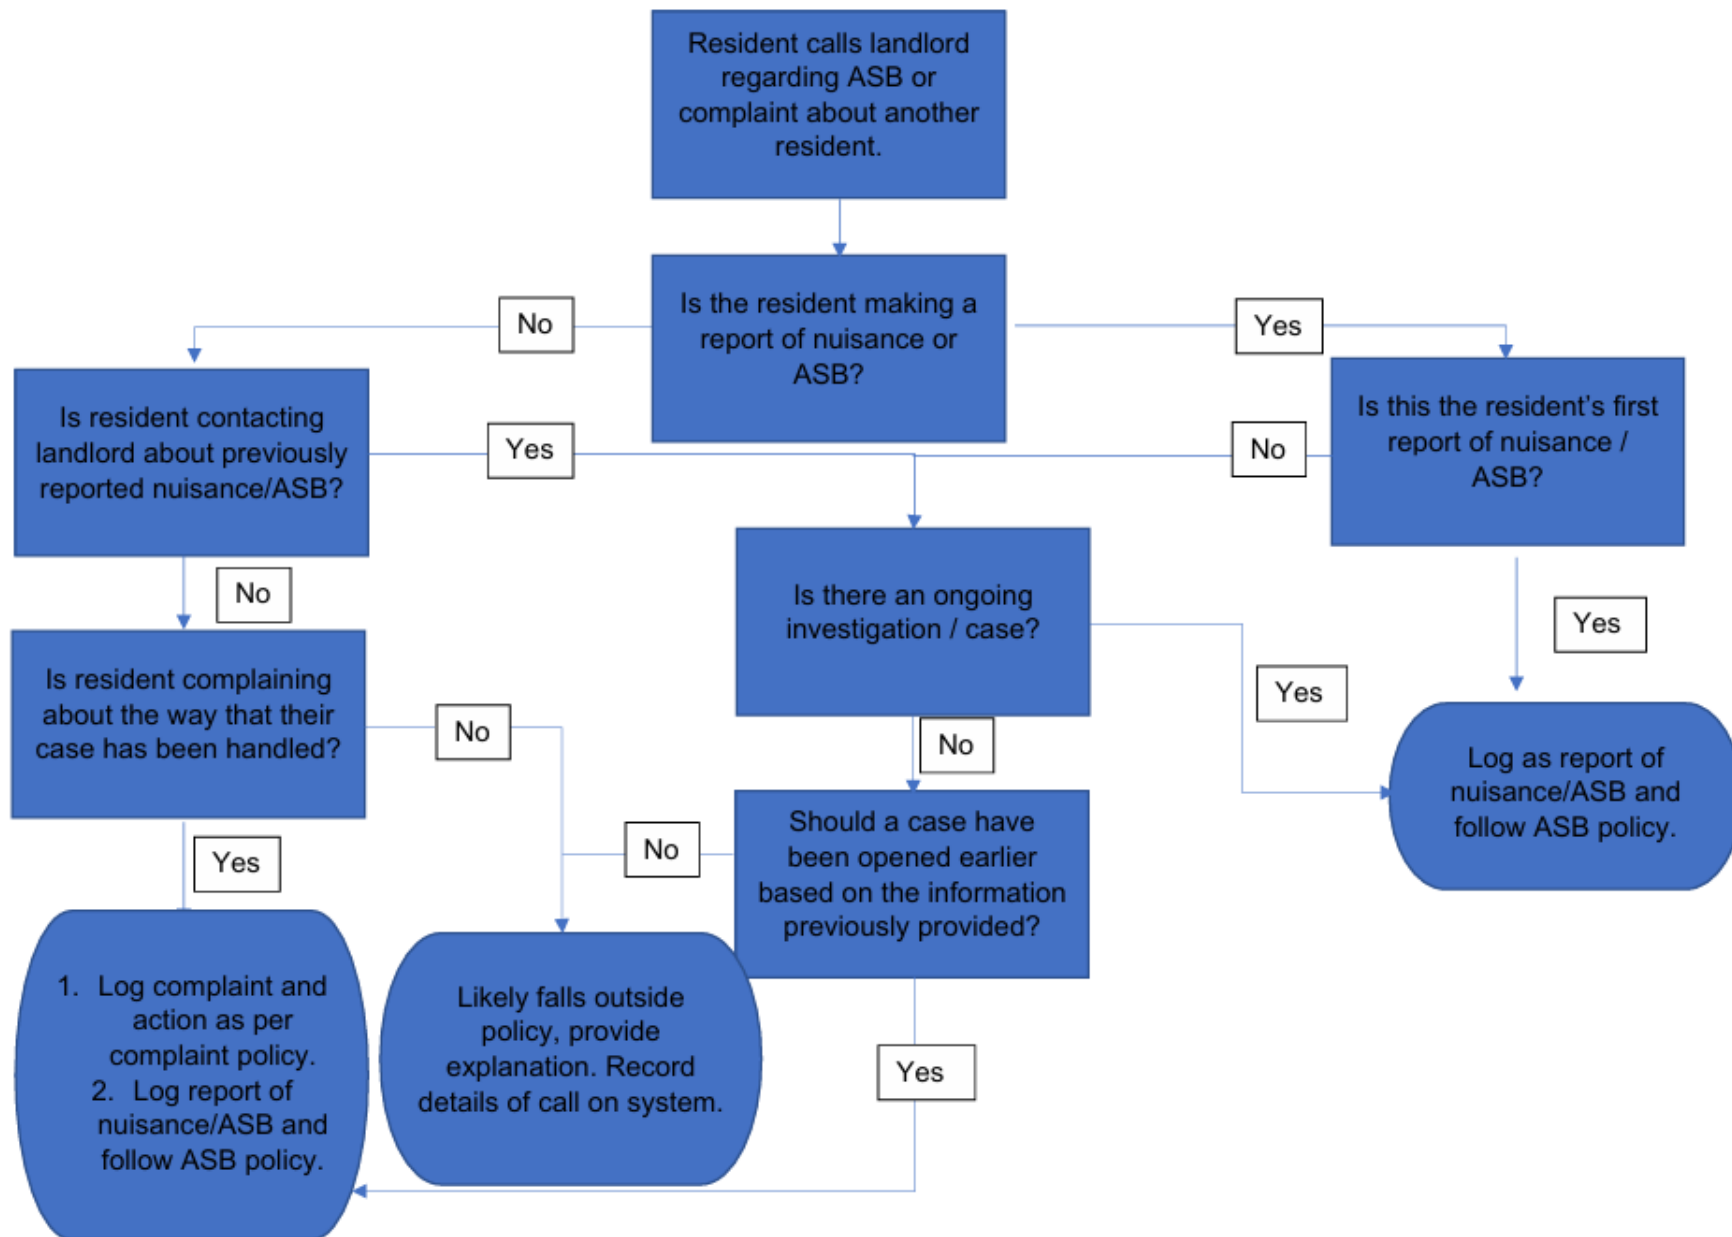 Resident calls landlord
regarding ASB or
complaint about another
resident.
Is the resident making a
report of nuisance or
ASB?
No
Yes
Is resident contacting
landlord about previously
reported nuisance/ASB?
Yes
No
Is this the resident’s first
report of nuisance /
ASB?
No
Is there an ongoing
investigation / case?
Yes
Yes
Is resident complaining
about the way that their
case has been handled?
No
No
Log as report of
nuisance/ASB and
follow ASB policy.
Should a case have
been opened earlier
based on the information
previously provided?
No
Yes
1. Log complaint and
action as per
complaint policy.
2. Log report of
nuisance/ASB and
follow ASB policy.
Likely falls outside
policy, provide
explanation. Record
details of call on system.
Yes